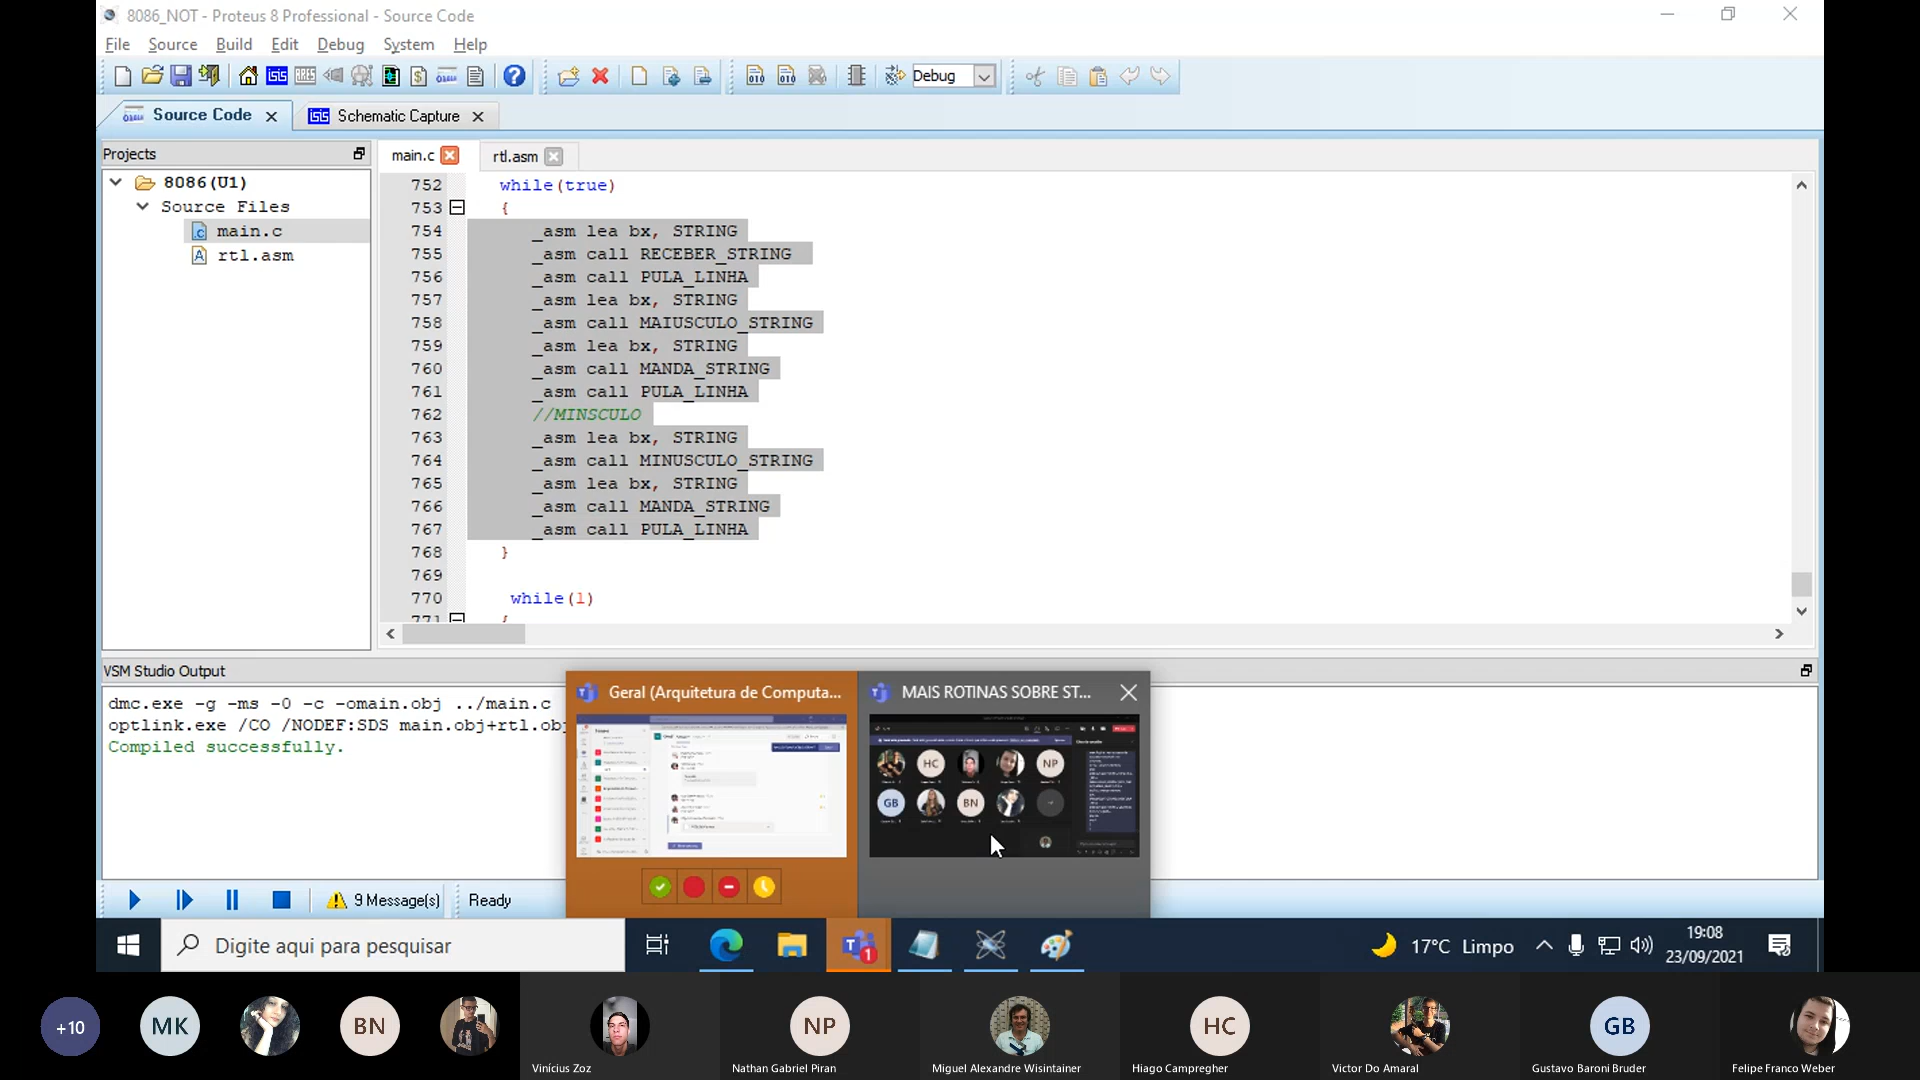 8086_NOT - Proteus 8 Professional - Source Code
File Source Build Edit Debug System Help
Debug
Source Code
Schematic Capture
Projects
main.c
rtl.asm
8086(U1)
Source Files
main.c
rtl.asm
752 while(true)
753 {
754 _asm lea bx, STRING
755 _asm call RECEBER_STRING
756 _asm call PULA_LINHA
757 _asm lea bx, STRING
758 _asm call MAIUSCULO_STRING
759 _asm lea bx, STRING
760 _asm call MANDA_STRING
761 _asm call PULA_LINHA
762 //MINSCULO
763 _asm lea bx, STRING
764 _asm call MINUSCULO_STRING
765 _asm lea bx, STRING
766 _asm call MANDA_STRING
767 _asm call PULA_LINHA
768 }
769
770 while(1)
771 {
VSM Studio Output
dmc.exe -g -ms -0 -c -omain.obj ../main.c
optlink.exe /CO /NODEF:SDS main.obj+rtl.obj
Compiled successfully.
Geral (Arquitetura de Computa...
MAIS ROTINAS SOBRE ST...
HC
NP
GB
BN
9 Message(s)
Ready
Digite aqui para pesquisar
1
17°C Limpo
19:08
23/09/2021
+10
MK
BN
NP
HC
GB
Vinícius Zoz
Nathan Gabriel Piran
Miguel Alexandre Wisintainer
Hiago Campregher
Victor Do Amaral
Gustavo Baroni Bruder
Felipe Franco Weber